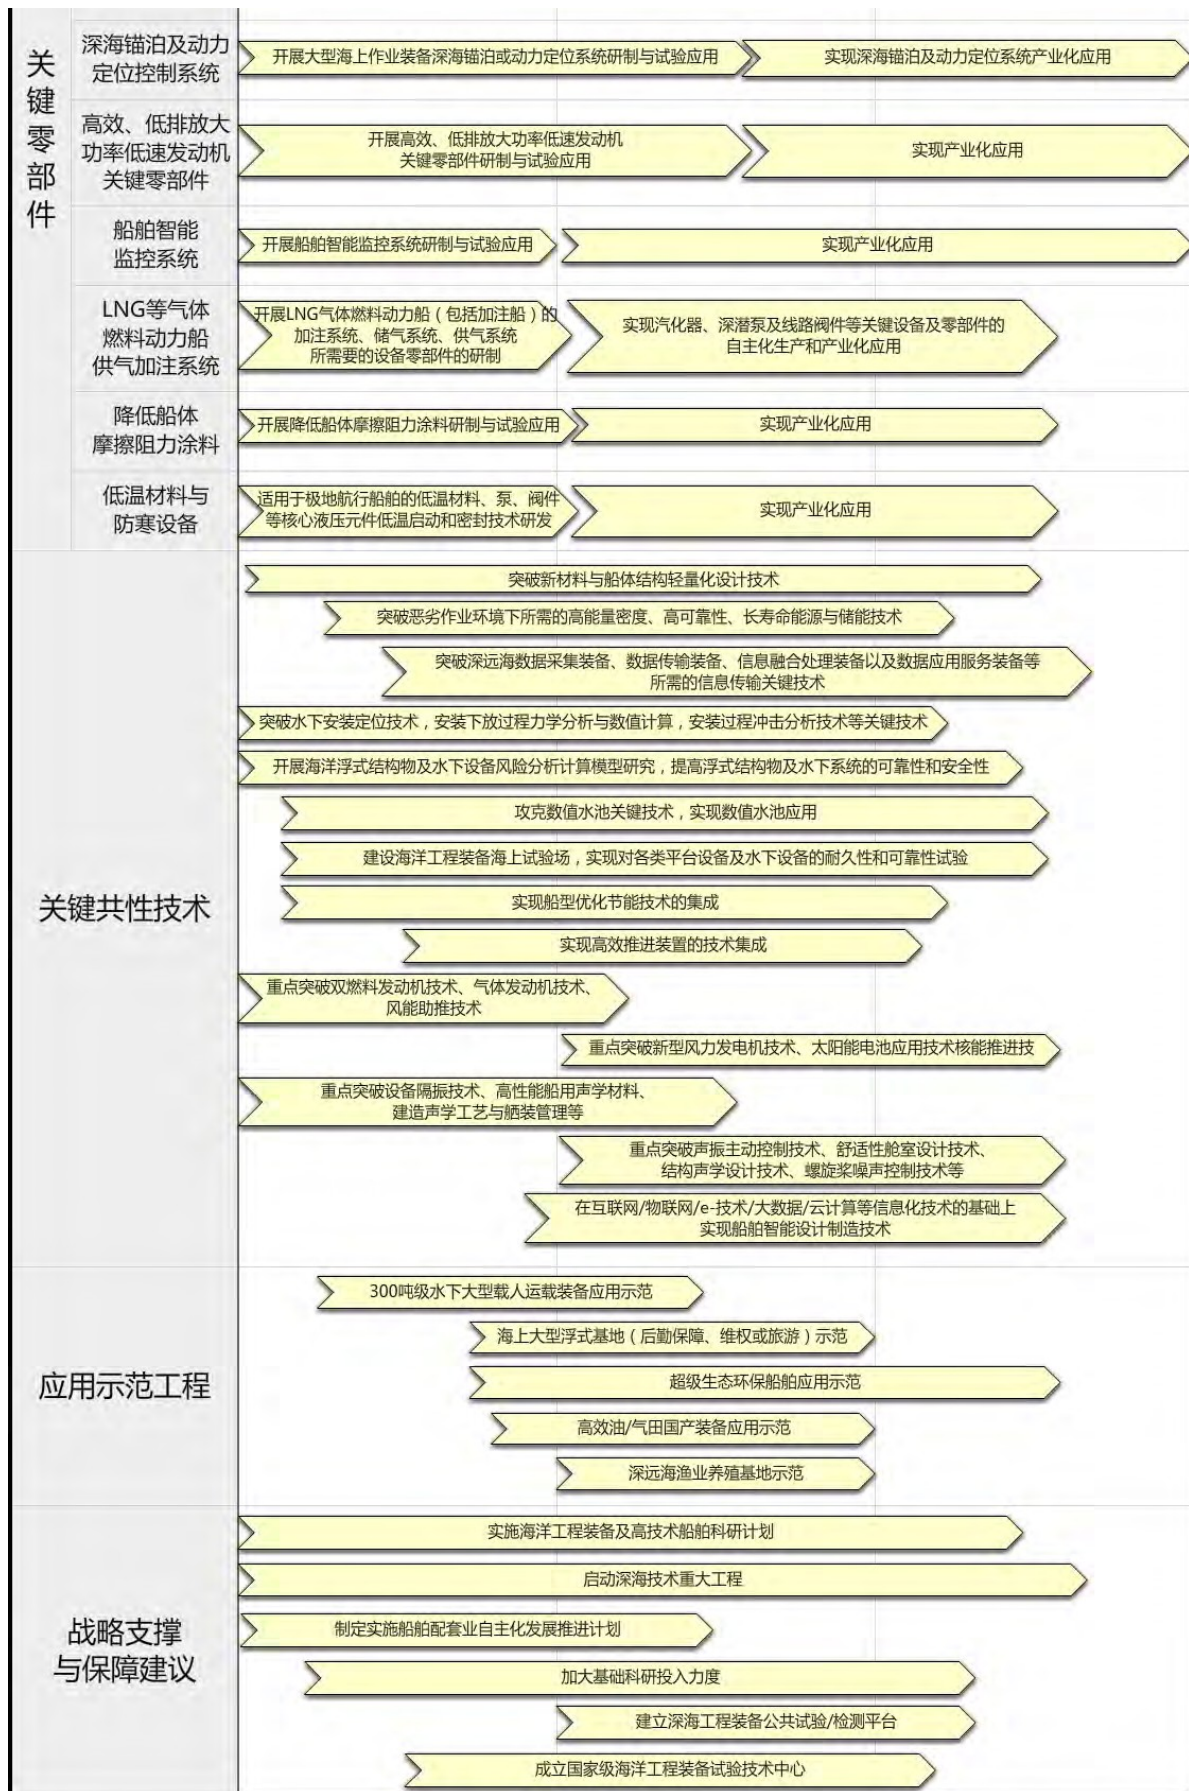 关键零部件
深海锚泊及动力
定位控制系统
开展大型海上作业装备深海锚泊或动力定位系统研制与试验应用
实现深海锚泊及动力定位系统产业化应用
高效、低排放大
功率低速发动机
关键零部件
开展高效、低排放大功率低速发动机
关键零部件研制与试验应用
实现产业化应用
船舶智能
监控系统
开展船舶智能监控系统研制与试验应用
实现产业化应用
LNG等气体
燃料动力船
供气加注系统
开展LNG气体燃料动力船（包括加注船）的
加注系统、储气系统、供气系统
所需要的设备零部件的研制
实现汽化器、深潜泵及线路阀件等关键设备及零部件的
自主化生产和产业化应用
降低船体
摩擦阻力涂料
开展降低船体摩擦阻力涂料研制与试验应用
实现产业化应用
低温材料与
防寒设备
适用于极地航行船舶的低温材料、泵、阀件
等核心液压元件低温启动和密封技术研发
实现产业化应用
关键共性技术
突破新材料与船体结构轻量化设计技术
突破恶劣作业环境下所需的高能量密度、高可靠性、长寿命能源与储能技术
突破深远海数据采集装备、数据传输装备、信息融合处理装备以及数据应用服务装备等
所需的信息传输关键技术
突破水下安装定位技术，安装下放过程力学分析与数值计算，安装过程冲击分析技术等关键技术
开展海洋浮式结构物及水下设备风险分析计算模型研究，提高浮式结构物及水下系统的可靠性和安全性
攻克数值水池关键技术，实现数值水池应用
建设海洋工程装备海上试验场，实现对各类平台设备及水下设备的耐久性和可靠性试验
实现船型优化节能技术的集成
实现高效推进装置的技术集成
重点突破双燃料发动机技术、气体发动机技术、
风能助推技术
重点突破新型风力发电机技术、太阳能电池应用技术核能推进技
重点突破设备隔振技术、高性能船用声学材料、
建造声学工艺与舾装管理等
重点突破声振主动控制技术、舒适性舱室设计技术、
结构声学设计技术、螺旋桨噪声控制技术等
在互联网/物联网/e-技术/大数据/云计算等信息化技术的基础上
实现船舶智能设计制造技术
应用示范工程
300吨级水下大型载人运载装备应用示范
海上大型浮式基地（后勤保障、维权或旅游）示范
超级生态环保船舶应用示范
高效油/气田国产装备应用示范
深远海渔业养殖基地示范
战略支撑
与保障建议
实施海洋工程装备及高技术船舶科研计划
启动深海技术重大工程
制定实施船舶配套业自主化发展推进计划
加大基础科研投入力度
建立深海工程装备公共试验/检测平台
成立国家级海洋工程装备试验技术中心